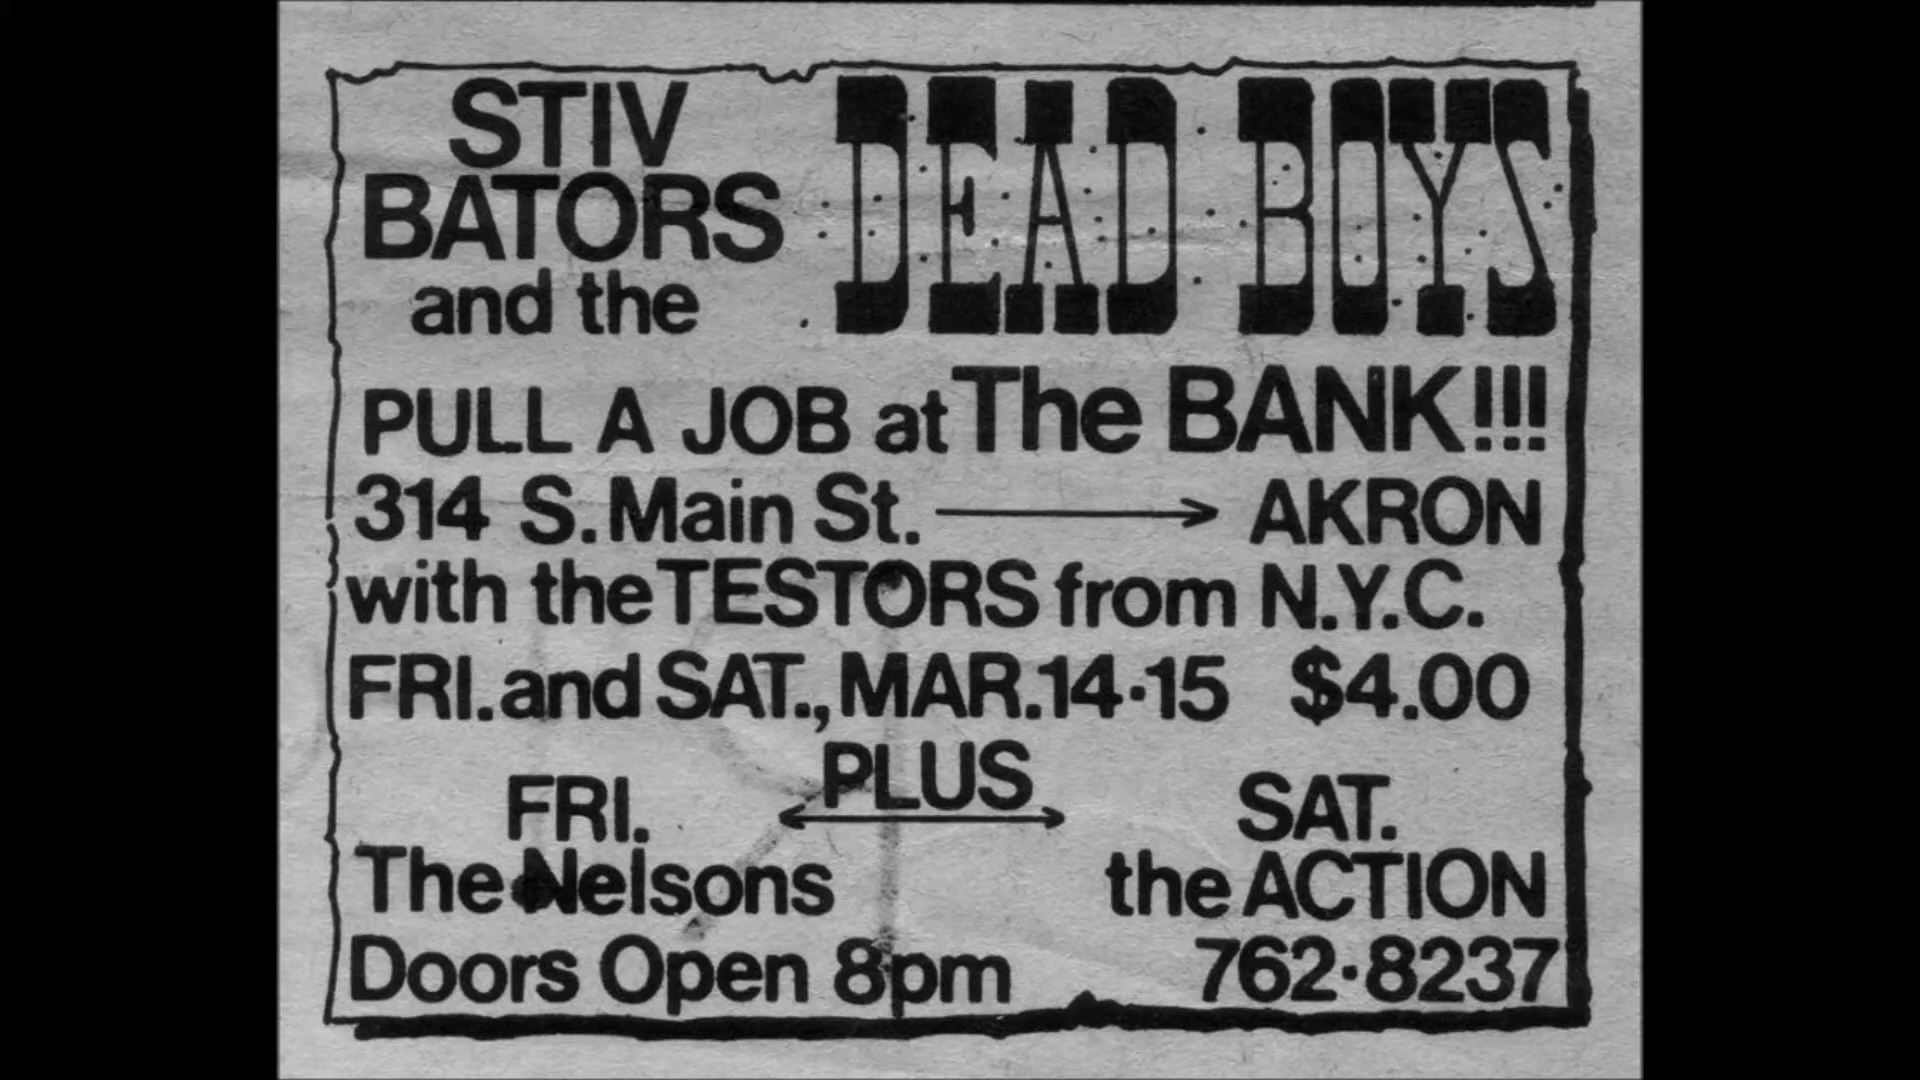 STIV
BATORS
and the
DEAD BOYS
PULL A JOB at The BANK!!!
314 S. Main St. → AKRON
with the TESTORS from N.Y.C.
FRI. and SAT., MAR. 14·15 $4.00
PLUS
FRI.
The Nelsons
SAT.
the ACTION
Doors Open 8pm
762·8237